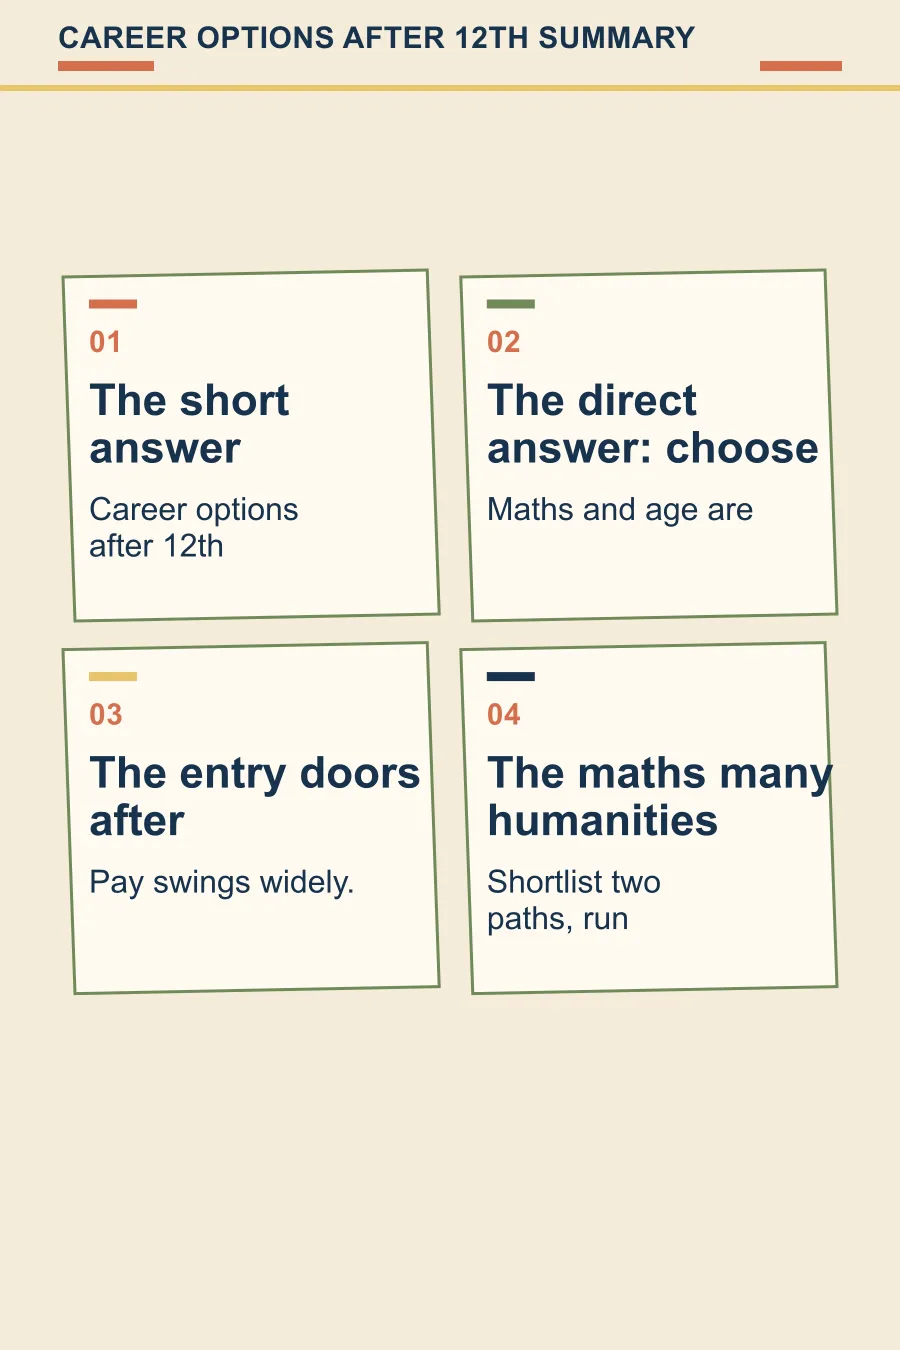 CAREER OPTIONS AFTER 12TH SUMMARY
01
The short
answer
Career options
after 12th
02
The direct
answer: choose
Maths and age are
03
The entry doors
after
Pay swings widely.
04
The maths many
humanities
Shortlist two
paths, run